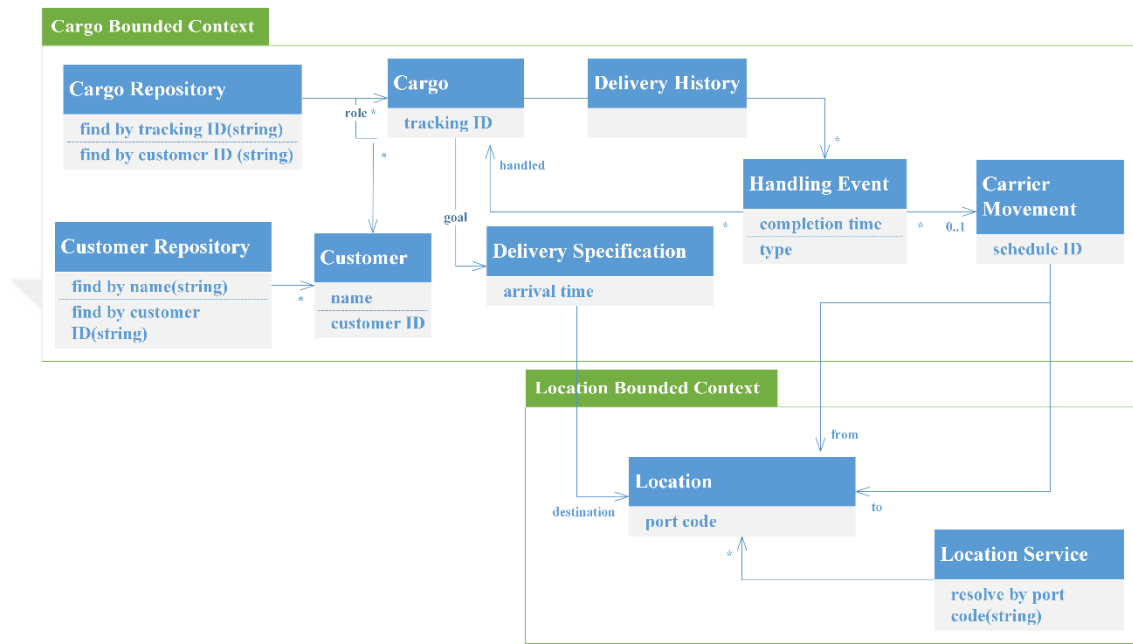 Cargo Bounded Context
Cargo Repository
find by tracking ID(string)
find by customer ID (string)
role
*
*
Cargo
tracking ID
Delivery History
*
handled
Handling Event
completion time
type
*
*
0..1
Carrier
Movement
schedule ID
goal
Customer Repository
find by name(string)
find by customer
ID(string)
*
Customer
name
customer ID
Delivery Specification
arrival time
Location Bounded Context
from
Location
port code
destination
to
*
Location Service
resolve by port
code(string)